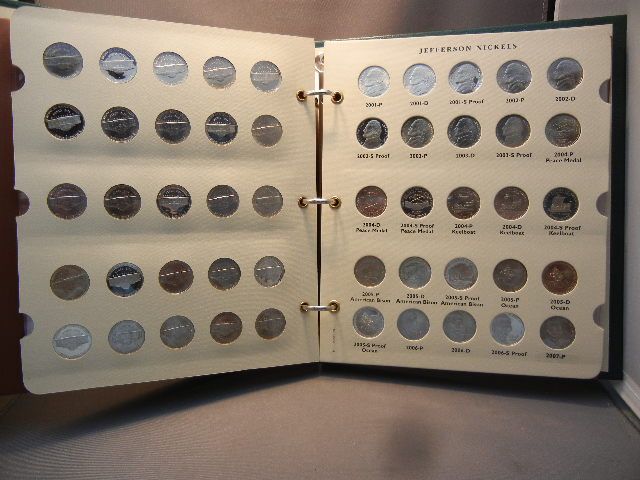 JEFFERSON NICKELS
2001-P 2001-D 2001-S Proof 2002-P 2002-D
2002-S Proof 2003-P 2003-D 2003-S Proof 2004-P
Peace Medal
2004-D 2004-S Proof 2004-P 2004-D 2004-S Proof
Peace Medal Peace Medal Keelboat Keelboat Keelboat
2005-P 2005-D 2005-S Proof 2005-P 2005-D
American Bison American Bison American Bison Ocean Ocean
2005-S Proof 2006-P 2006-D 2006-S Proof 2007-P
Ocean